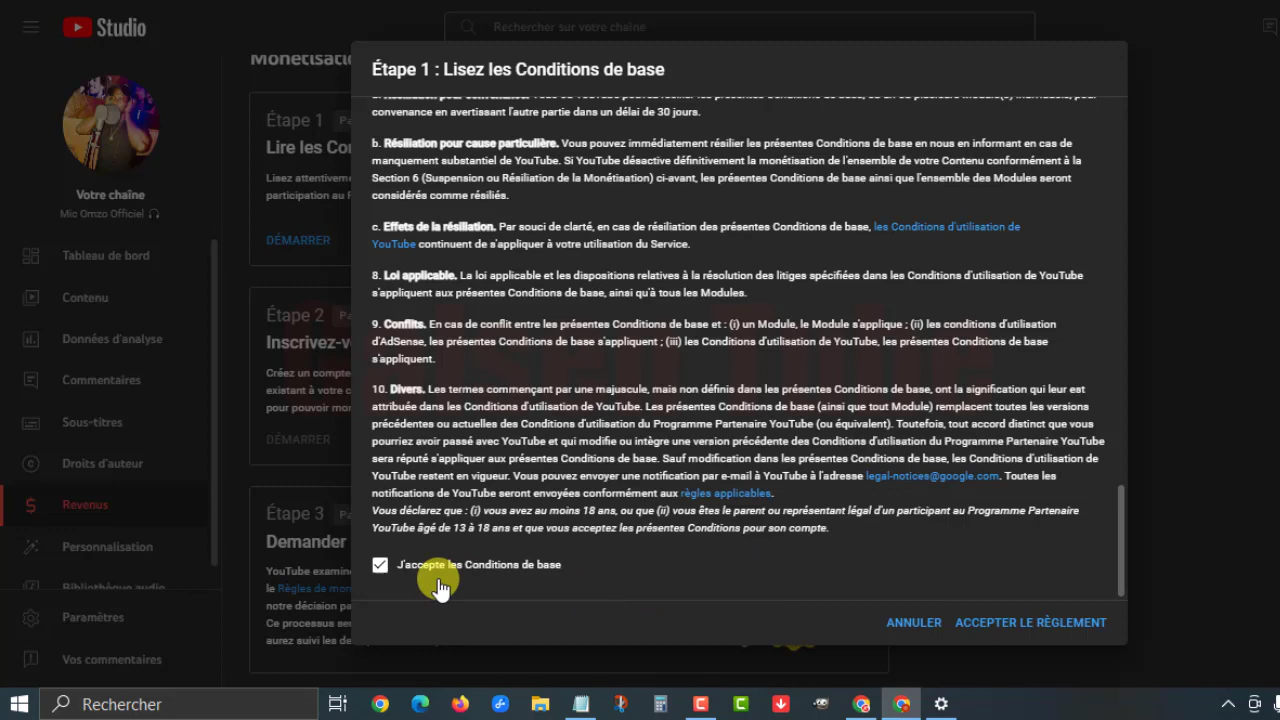 Studio
Rechercher sur votre chaîne
Votre chaîne
Mic Omzo Officiel
Tableau de bord
Contenu
Données d'analyse
Commentaires
Sous-titres
Droits d'auteur
Revenus
Personnalisation
Bibliothèque audio
Paramètres
Vos commentaires
Étape 1
Lire les Co
Lisez attentiveme
participation au F
DÉMARRER
Étape 2
Inscrivez-v
Créez un compte
existant à votre c
pour pouvoir mon
DÉMARRER
Étape 3
Demander
YouTube examine
le Règles de mon
notre décision pa
Ce processus ser
aurez suivi les de
Étape 1 : Lisez les Conditions de base
convenance en avertissant l'autre partie dans un délai de 30 jours.
b. Résiliation pour cause particulière. Vous pouvez immédiatement résilier les présentes Conditions de base en nous en informant en cas de
manquement substantiel de YouTube. Si YouTube désactive définitivement la monétisation de l'ensemble de votre Contenu conformément à la
Section 6 (Suspension ou Résiliation de la Monétisation) ci-avant, les présentes Conditions de base ainsi que l'ensemble des Modules seront
considérés comme résiliés.
c. Effets de la résiliation. Par souci de clarté, en cas de résiliation des présentes Conditions de base, les Conditions d'utilisation de
YouTube continuent de s'appliquer à votre utilisation du Service.
8. Loi applicable. La loi applicable et les dispositions relatives à la résolution des litiges spécifiées dans les Conditions d'utilisation de YouTube
s'appliquent aux présentes Conditions de base, ainsi qu'à tous les Modules.
9. Conflits. En cas de conflit entre les présentes Conditions de base et : (i) un Module, le Module s'applique ; (ii) les conditions d'utilisation
d'AdSense, les présentes Conditions de base s'appliquent ; (iii) les Conditions d'utilisation de YouTube, les présentes Conditions de base
s'appliquent.
10. Divers. Les termes commençant par une majuscule, mais non définis dans les présentes Conditions de base, ont la signification qui leur est
attribuée dans les Conditions d'utilisation de YouTube. Les présentes Conditions de base (ainsi que tout Module) remplacent toutes les versions
précédentes ou actuelles des Conditions d'utilisation du Programme Partenaire YouTube (ou équivalent). Toutefois, tout accord distinct que vous
pourriez avoir passé avec YouTube et qui modifie ou intègre une version précédente des Conditions d'utilisation du Programme Partenaire YouTube
sera réputé s'appliquer aux présentes Conditions de base. Sauf modification dans les présentes Conditions de base, les Conditions d'utilisation de
YouTube restent en vigueur. Vous pouvez envoyer une notification par e-mail à YouTube à l'adresse legal-notices@google.com. Toutes les
notifications de YouTube seront envoyées conformément aux règles applicables.
Vous déclarez que : (i) vous avez au moins 18 ans, ou que (ii) vous êtes le parent ou représentant légal d'un participant au Programme Partenaire
YouTube âgé de 13 à 18 ans et que vous acceptez les présentes Conditions pour son compte.
J'accepte les Conditions de base
ANNULER ACCEPTER LE RÈGLEMENT
Rechercher